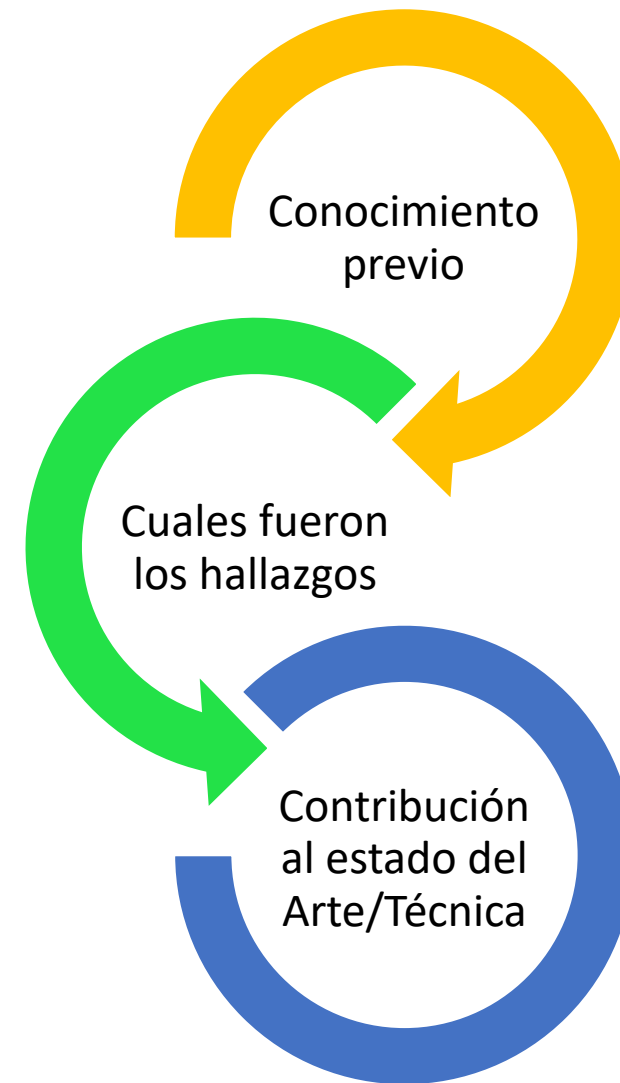 Conocimiento
previo
Cuales fueron
los hallazgos
Contribución
al estado del
Arte/Técnica